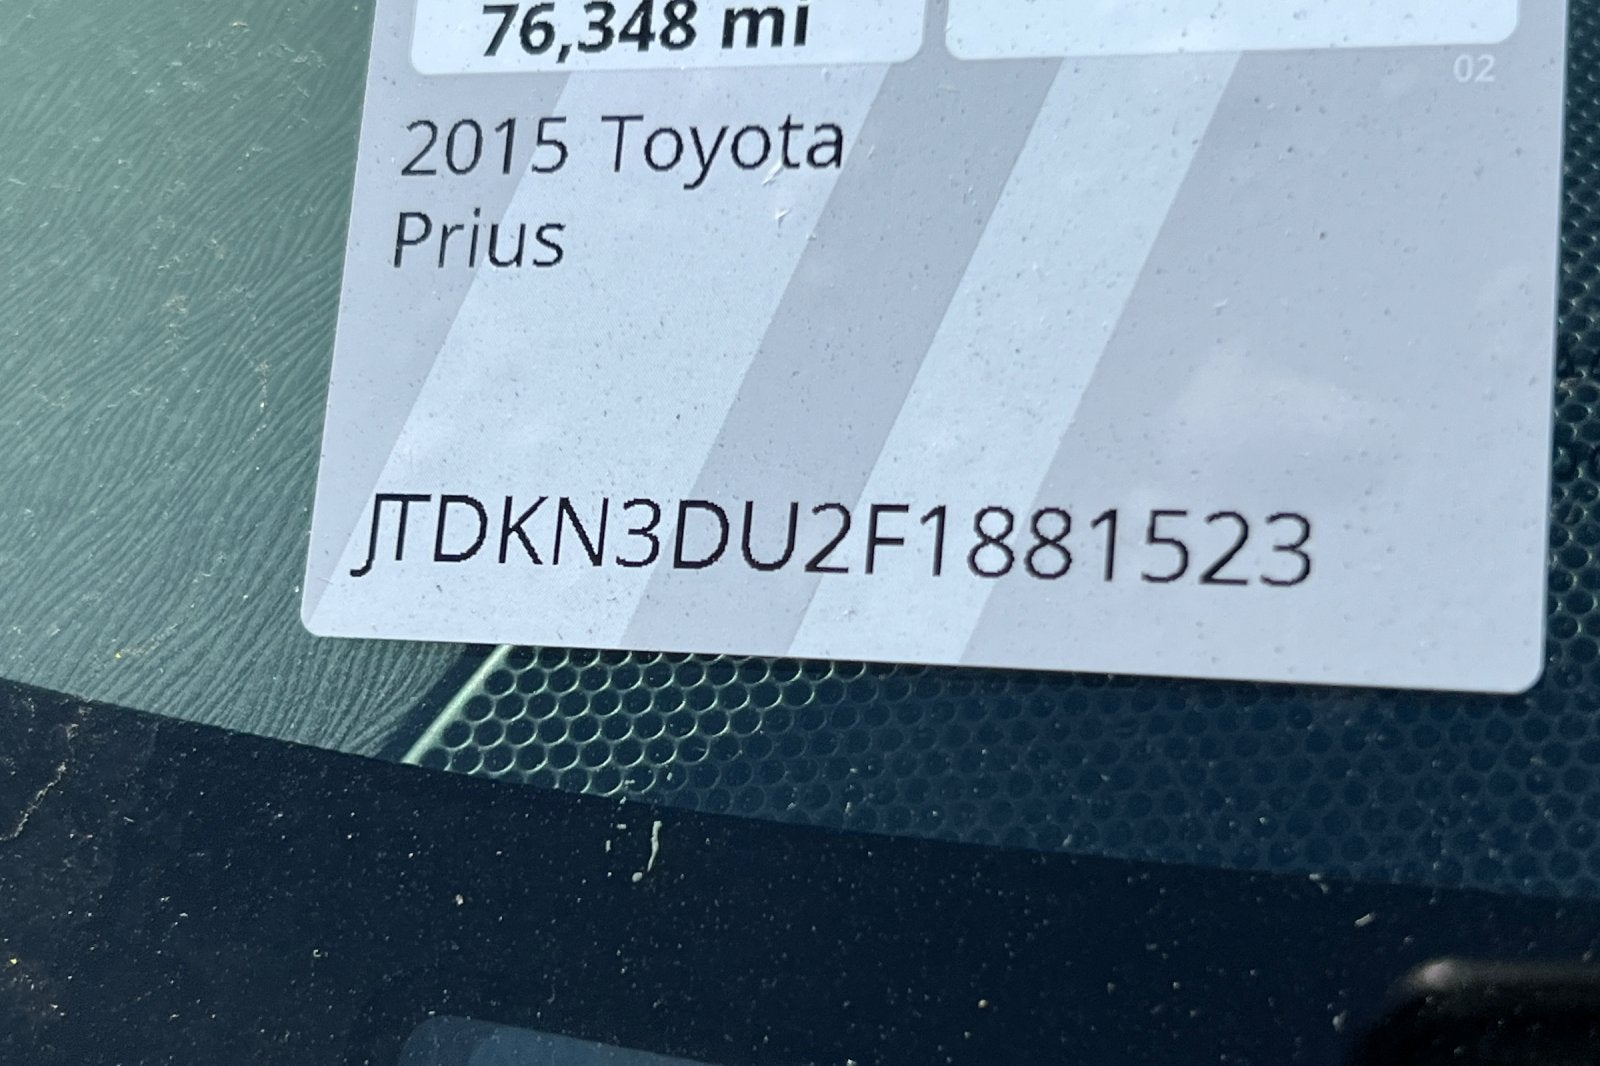 76,348 mi
02
2015 Toyota
Prius
JTDKN3DU2F1881523